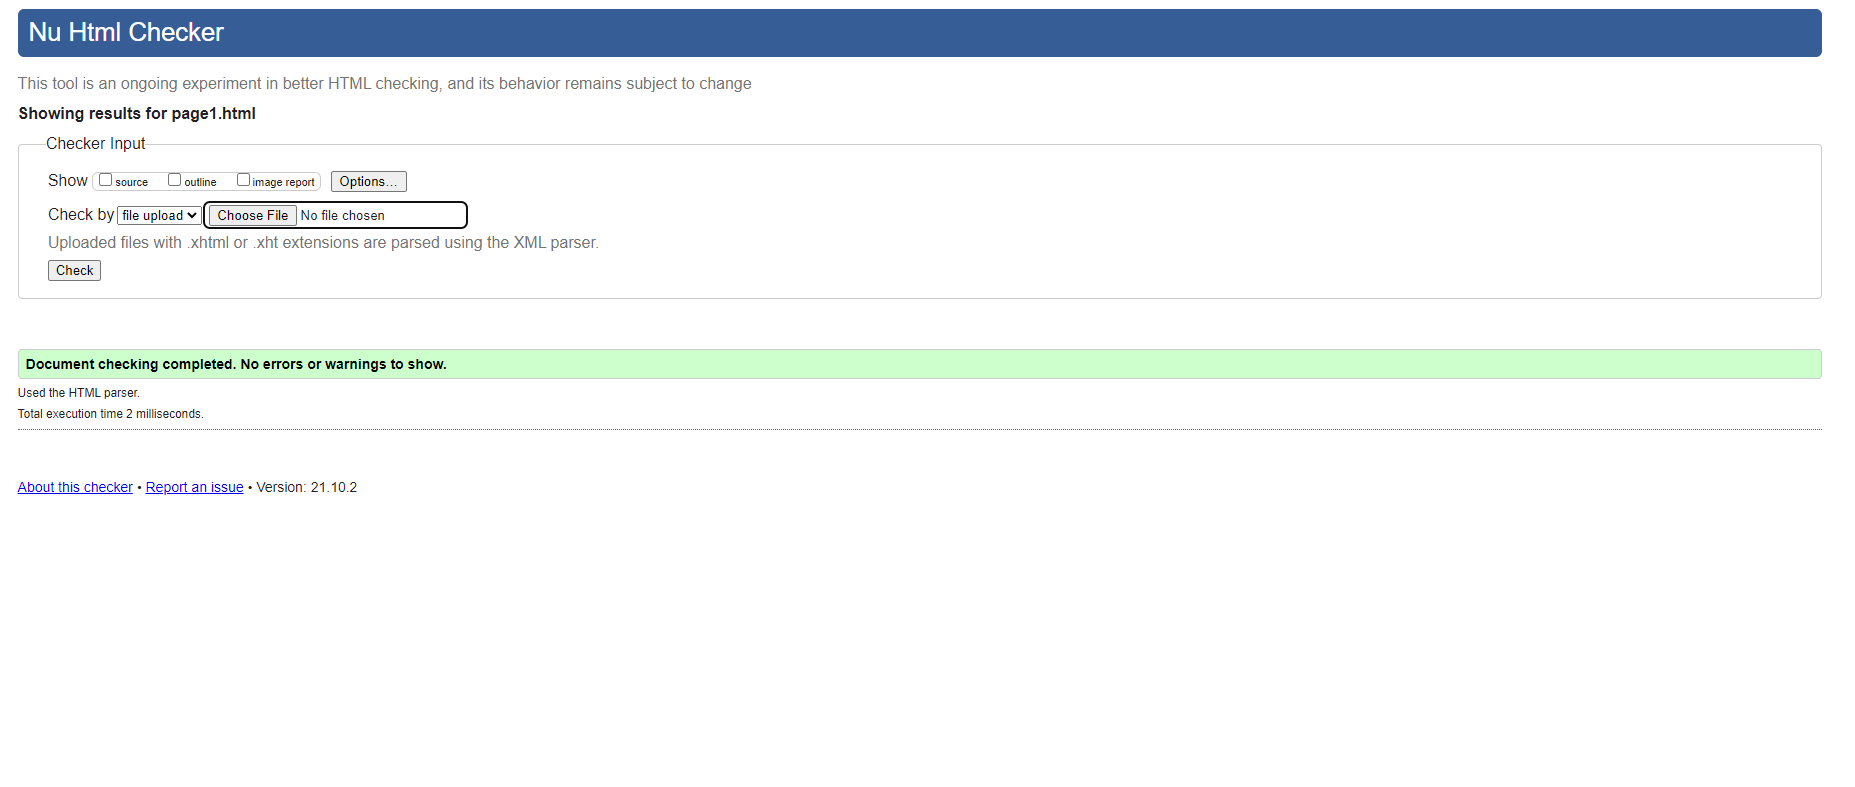 Nu Html Checker
This tool is an ongoing experiment in better HTML checking, and its behavior remains subject to change
Showing results for page1.html
Checker Input
Show source outline image report Options...
Check by file upload Choose File No file chosen
Uploaded files with .xhtml or .xht extensions are parsed using the XML parser.
Check
Document checking completed. No errors or warnings to show.
Used the HTML parser.
Total execution time 2 milliseconds.
About this checker • Report an issue • Version: 21.10.2